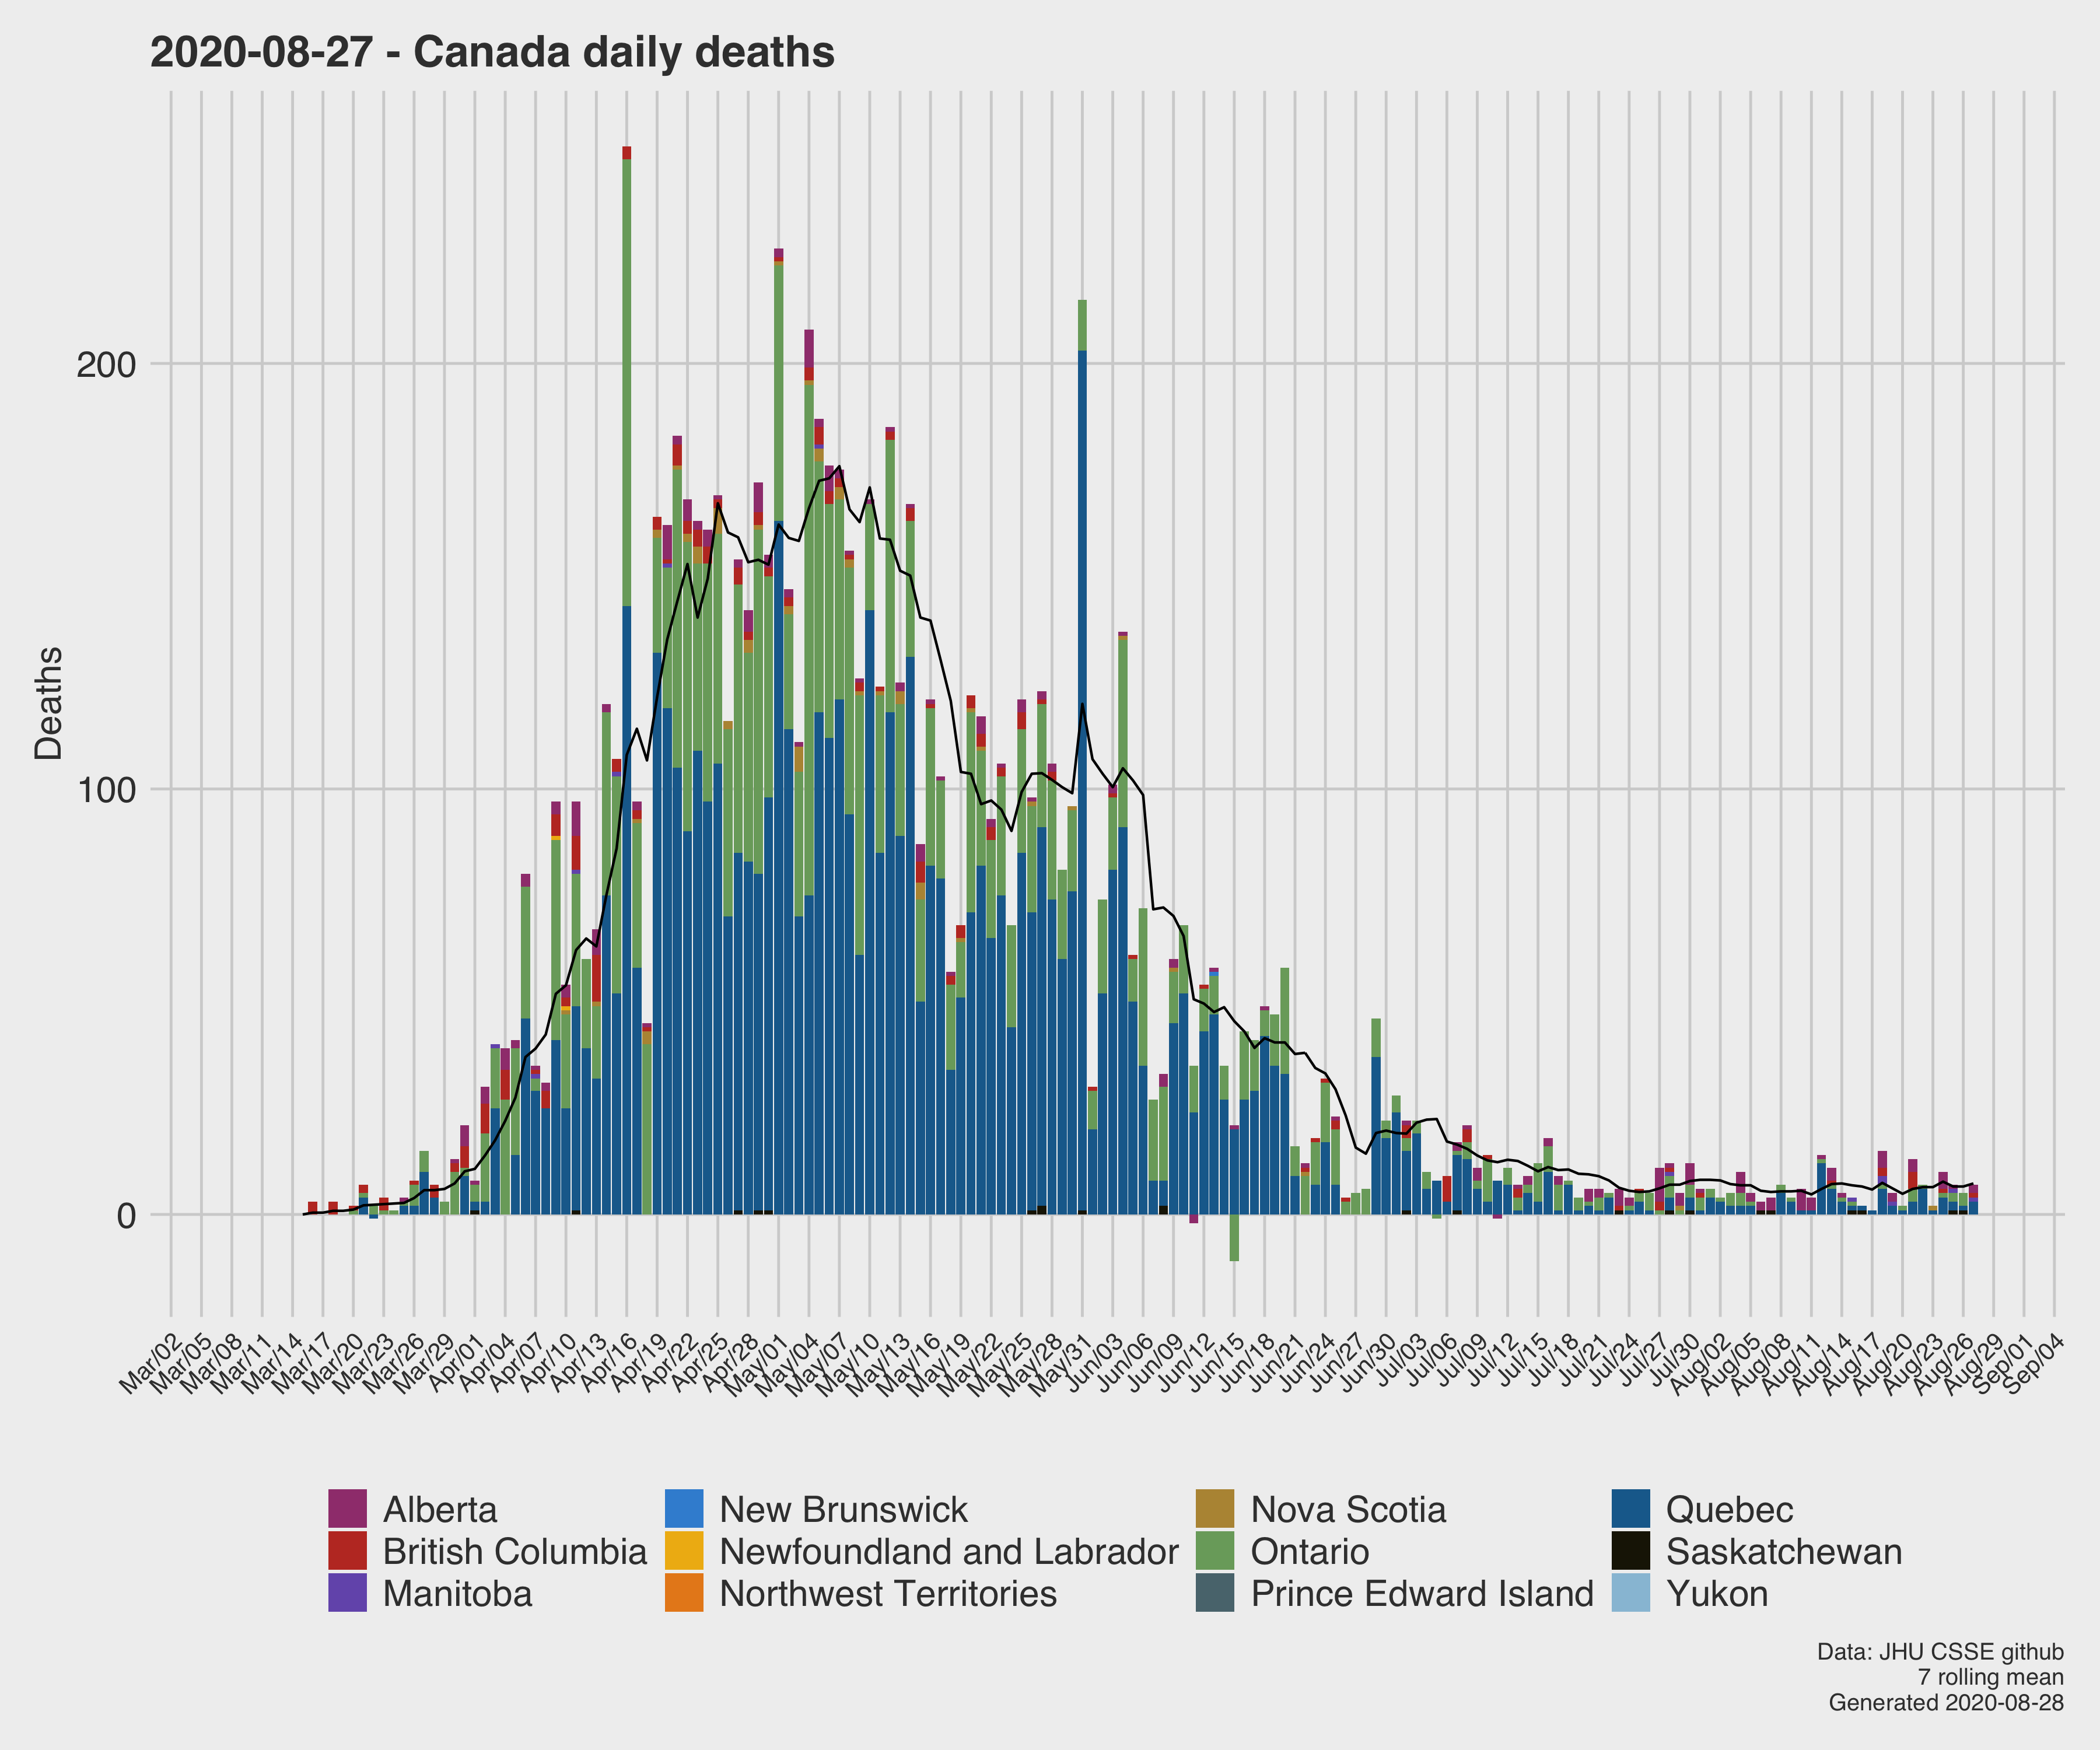 2020-08-27 - Canada daily deaths
Deaths
200
100
0
Mar/02 Mar/05 Mar/08 Mar/11 Mar/14 Mar/17 Mar/20 Mar/23 Mar/26 Mar/29 Apr/01 Apr/04 Apr/07 Apr/10 Apr/13 Apr/16 Apr/19 Apr/22 Apr/25 Apr/28 May/01 May/04 May/07 May/10 May/13 May/16 May/19 May/22 May/25 May/28 May/31 Jun/03 Jun/06 Jun/09 Jun/12 Jun/15 Jun/18 Jun/21 Jun/24 Jun/27 Jun/30 Jul/03 Jul/06 Jul/09 Jul/12 Jul/15 Jul/18 Jul/21 Jul/24 Jul/27 Jul/30 Aug/02 Aug/05 Aug/08 Aug/11 Aug/14 Aug/17 Aug/20 Aug/23 Aug/26 Aug/29 Sep/01 Sep/04
Alberta New Brunswick Nova Scotia Quebec
British Columbia Newfoundland and Labrador Ontario Saskatchewan
Manitoba Northwest Territories Prince Edward Island Yukon
Data: JHU CSSE github
7 rolling mean
Generated 2020-08-28